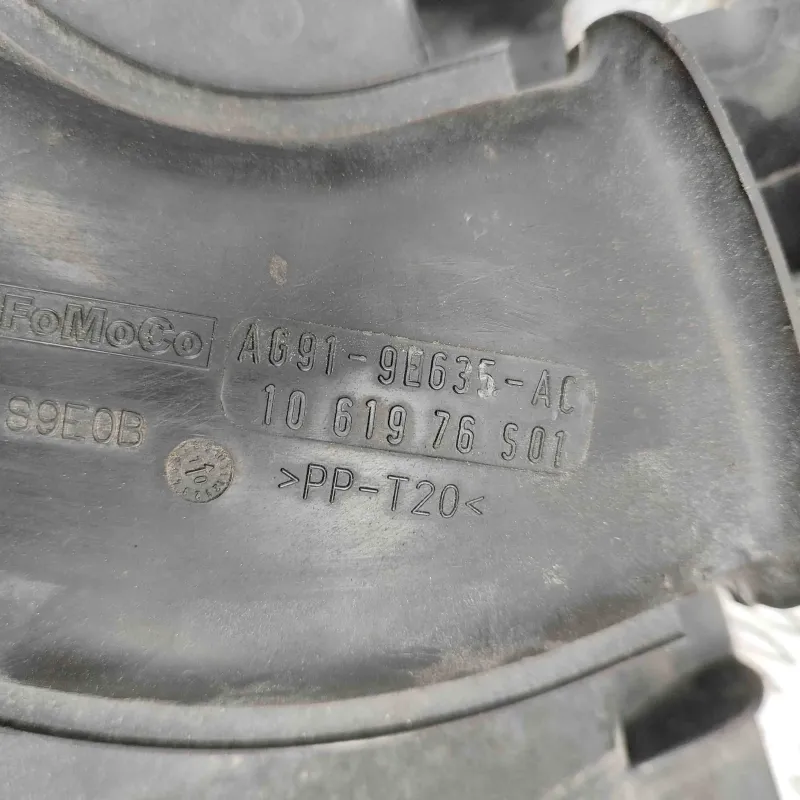 FoMoCo
AG91-9E635-AC
10 619 76 S01
S9E0B
>PP-T20<